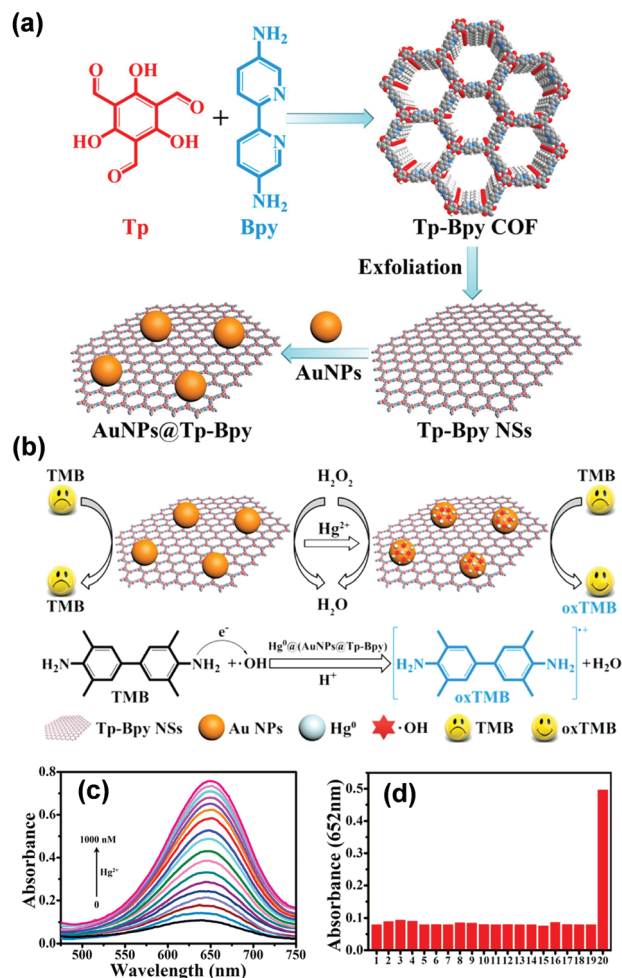 (a)
NH₂
O
OH
O
N
HO
OH
+
N
O
NH₂
Tp
Bpy
Tp-Bpy COF
Exfoliation
AuNPs
AuNPs@Tp-Bpy
Tp-Bpy NSs
(b)
TMB
H₂O₂
TMB
Hg²⁺
TMB
H₂O
oxTMB
e⁻
H₂N
NH₂ + ·OH
Hg⁰@(AuNPs@Tp-Bpy)
H⁺
H₂N
NH₂
•+
+ H₂O
TMB
oxTMB
Tp-Bpy NSs
Au NPs
Hg⁰
·OH
TMB
oxTMB
(c)
Absorbance
0.8
0.6
0.4
0.2
0.0
1000 nM
Hg²⁺
0
500 550 600 650 700 750
Wavelength (nm)
(d)
Absorbance (652nm)
0.5
0.4
0.3
0.2
0.1
0.0
1 2 3 4 5 6 7 8 9 10 11 12 13 14 15 16 17 18 19 20